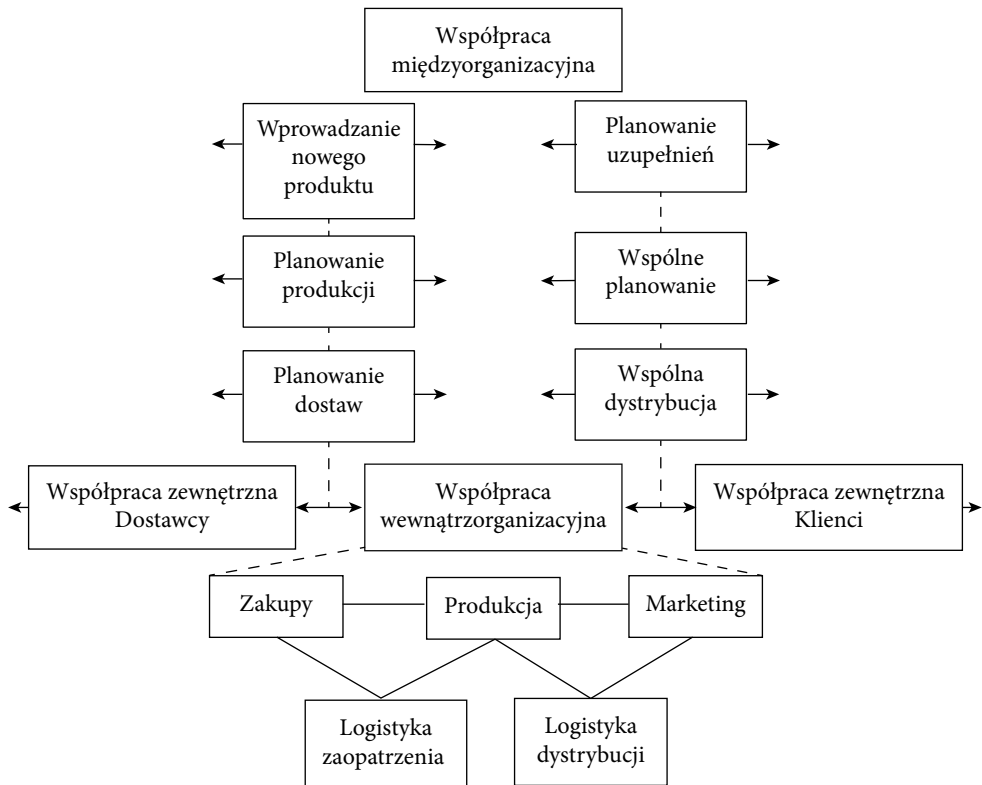 Współpraca
międzyorganizacyjna
Wprowadzanie
nowego
produktu
Planowanie
uzupełnień
Planowanie
produkcji
Wspólne
planowanie
Planowanie
dostaw
Wspólna
dystrybucja
Współpraca zewnętrzna
Dostawcy
Współpraca
wewnątrzorganizacyjna
Współpraca zewnętrzna
Klienci
Zakupy
Produkcja
Marketing
Logistyka
zaopatrzenia
Logistyka
dystrybucji